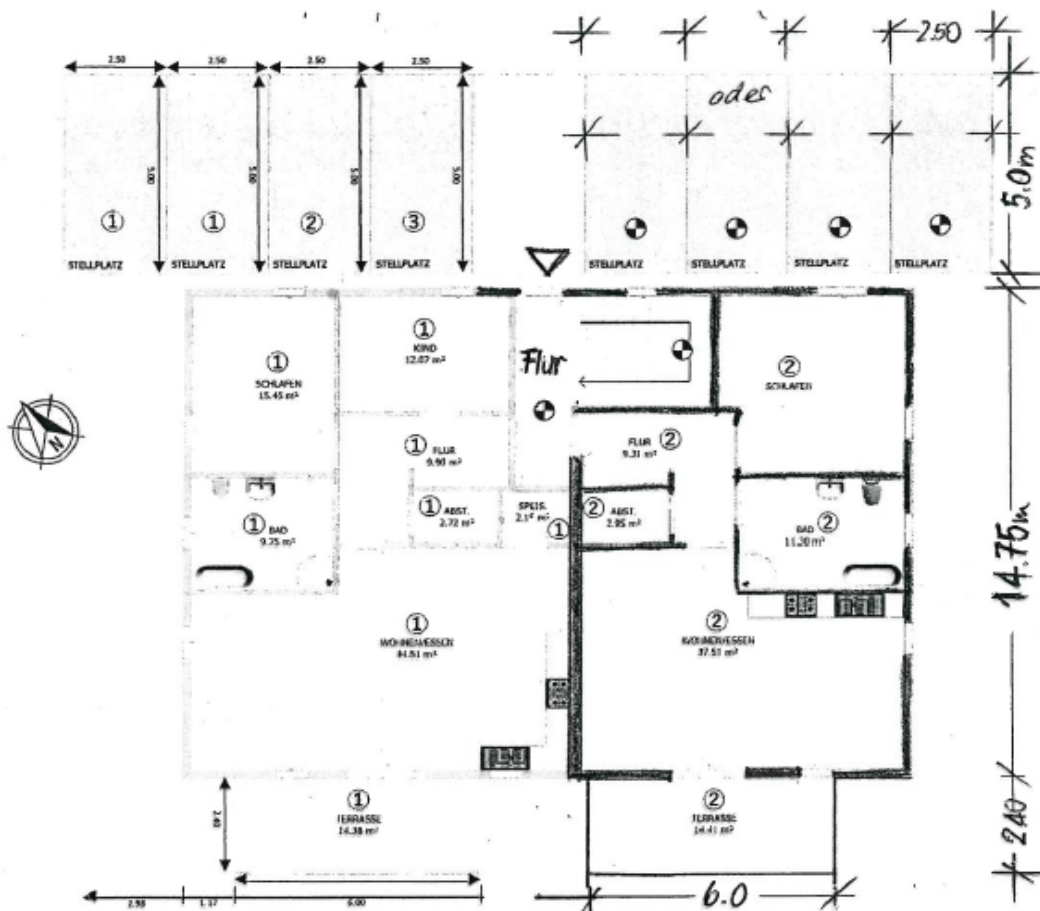 2.50 2.50 2.50 2.50 2.50
oder
5.00 5.00 5.00 5.00 5.0m
① ① ② ③
STELLPLATZ STELLPLATZ STELLPLATZ STELLPLATZ STELLPLATZ STELLPLATZ STELLPLATZ STELLPLATZ
①
KIND
12.07 m²
Flur
①
SCHLAFEN
15.45 m²
②
SCHLAFEN
N
①
FLUR
9.90 m²
FLUR ②
9.31 m²
① ABST.
2.72 m²
SPEIS.
①
② ABST.
2.95 m²
① BAD
9.75 m²
BAD ②
11.20 m²
14.75m
①
WOHNEN/ESSEN
②
WOHNEN/ESSEN
37.51 m²
①
TERRASSE
14.38 m²
②
TERRASSE
14.41 m²
2.40 2.40
2.98 1.17 6.00 6.0